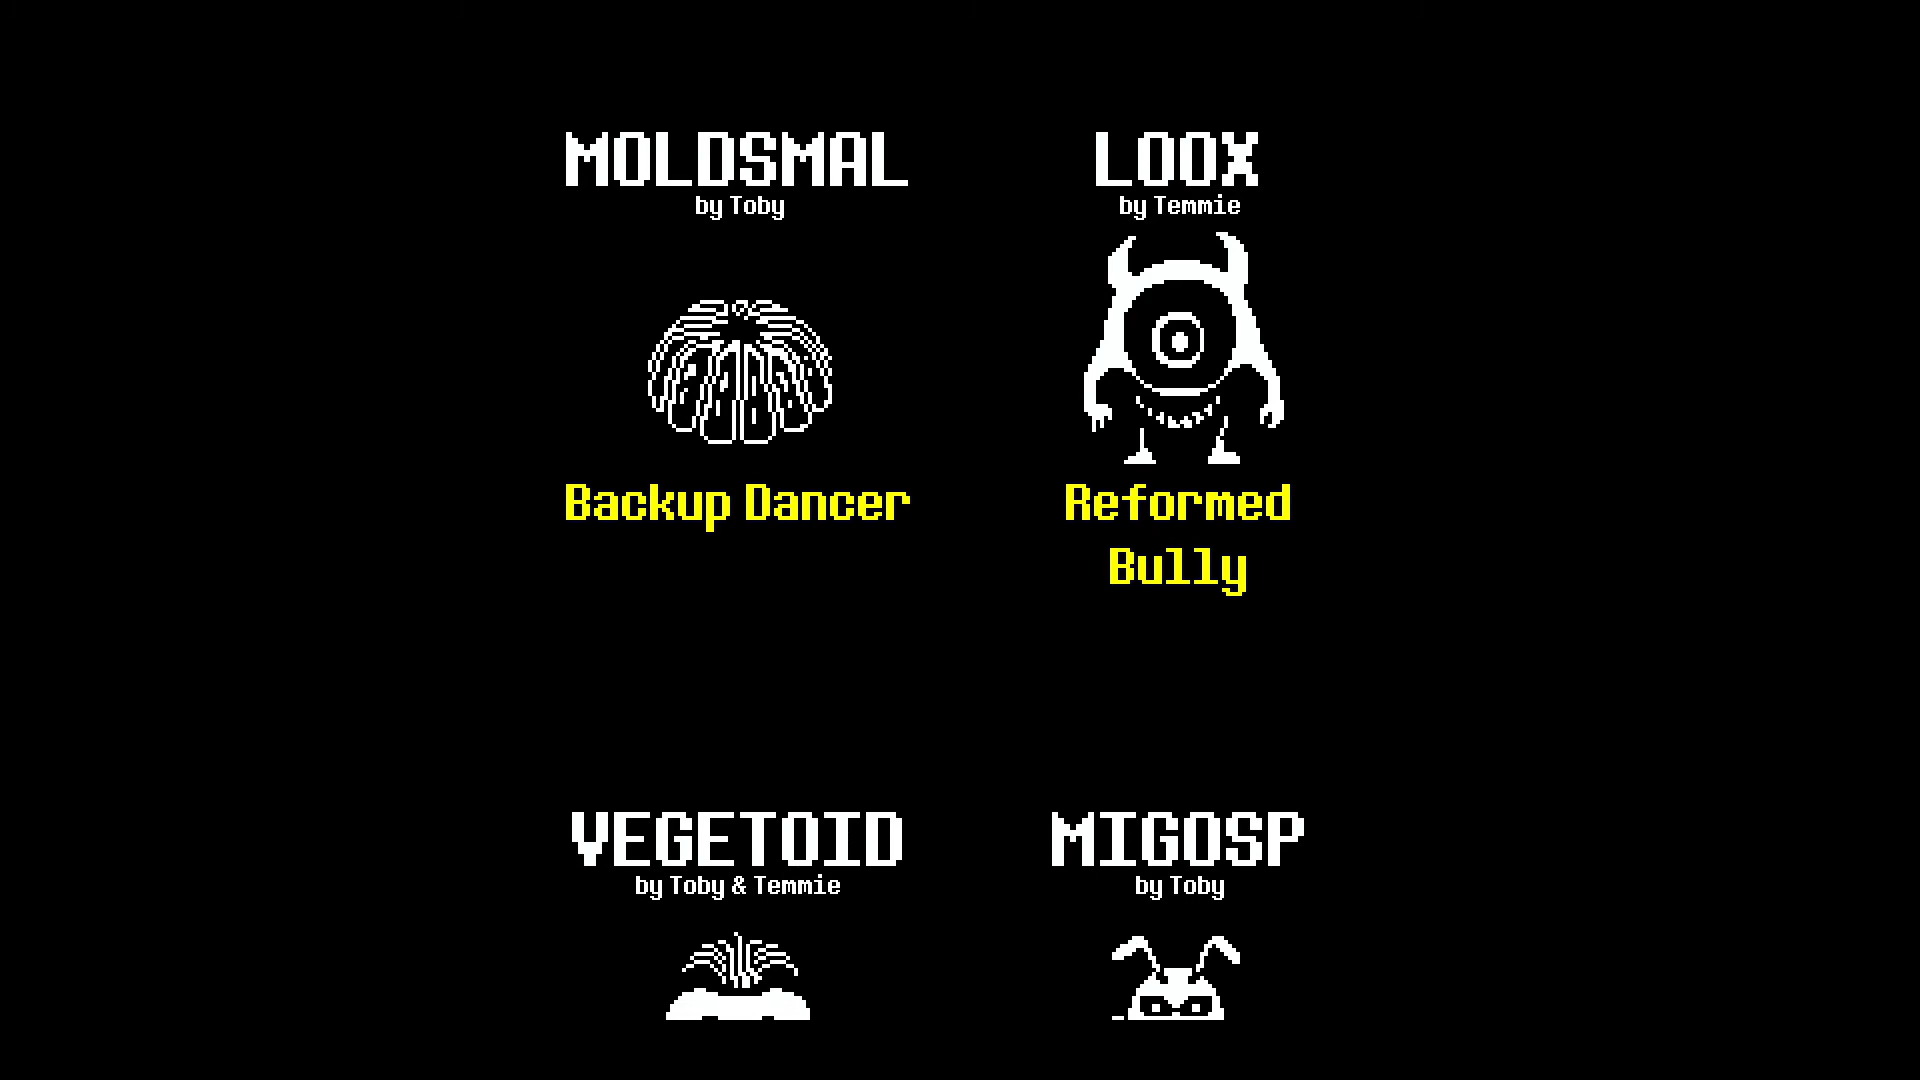 MOLDSMAL
by Toby
Backup Dancer
LOOX
by Temmie
Reformed
Bully
VEGETOID
by Toby & Temmie
MIGOSP
by Toby